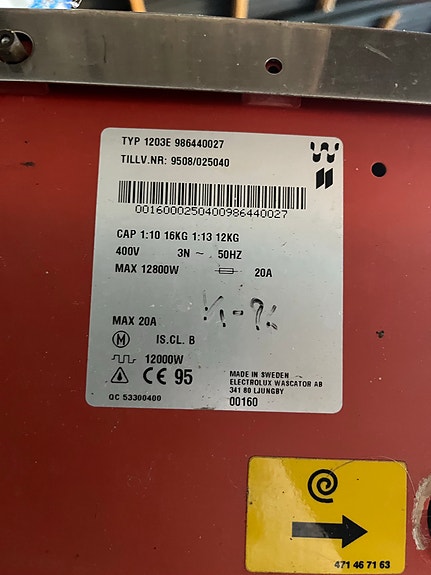 TYP 1203E 986440027
TILLV.NR: 9508/025040
0016000250400986440027
CAP 1:10 16KG 1:13 12KG
400V 3N ~ 50HZ
MAX 12800W 20A
MAX 20A
M IS.CL. B
12000W
CE 95
MADE IN SWEDEN
ELECTROLUX WASCATOR AB
341 80 LJUNGBY
OC 53300400 00160
471 46 71 63